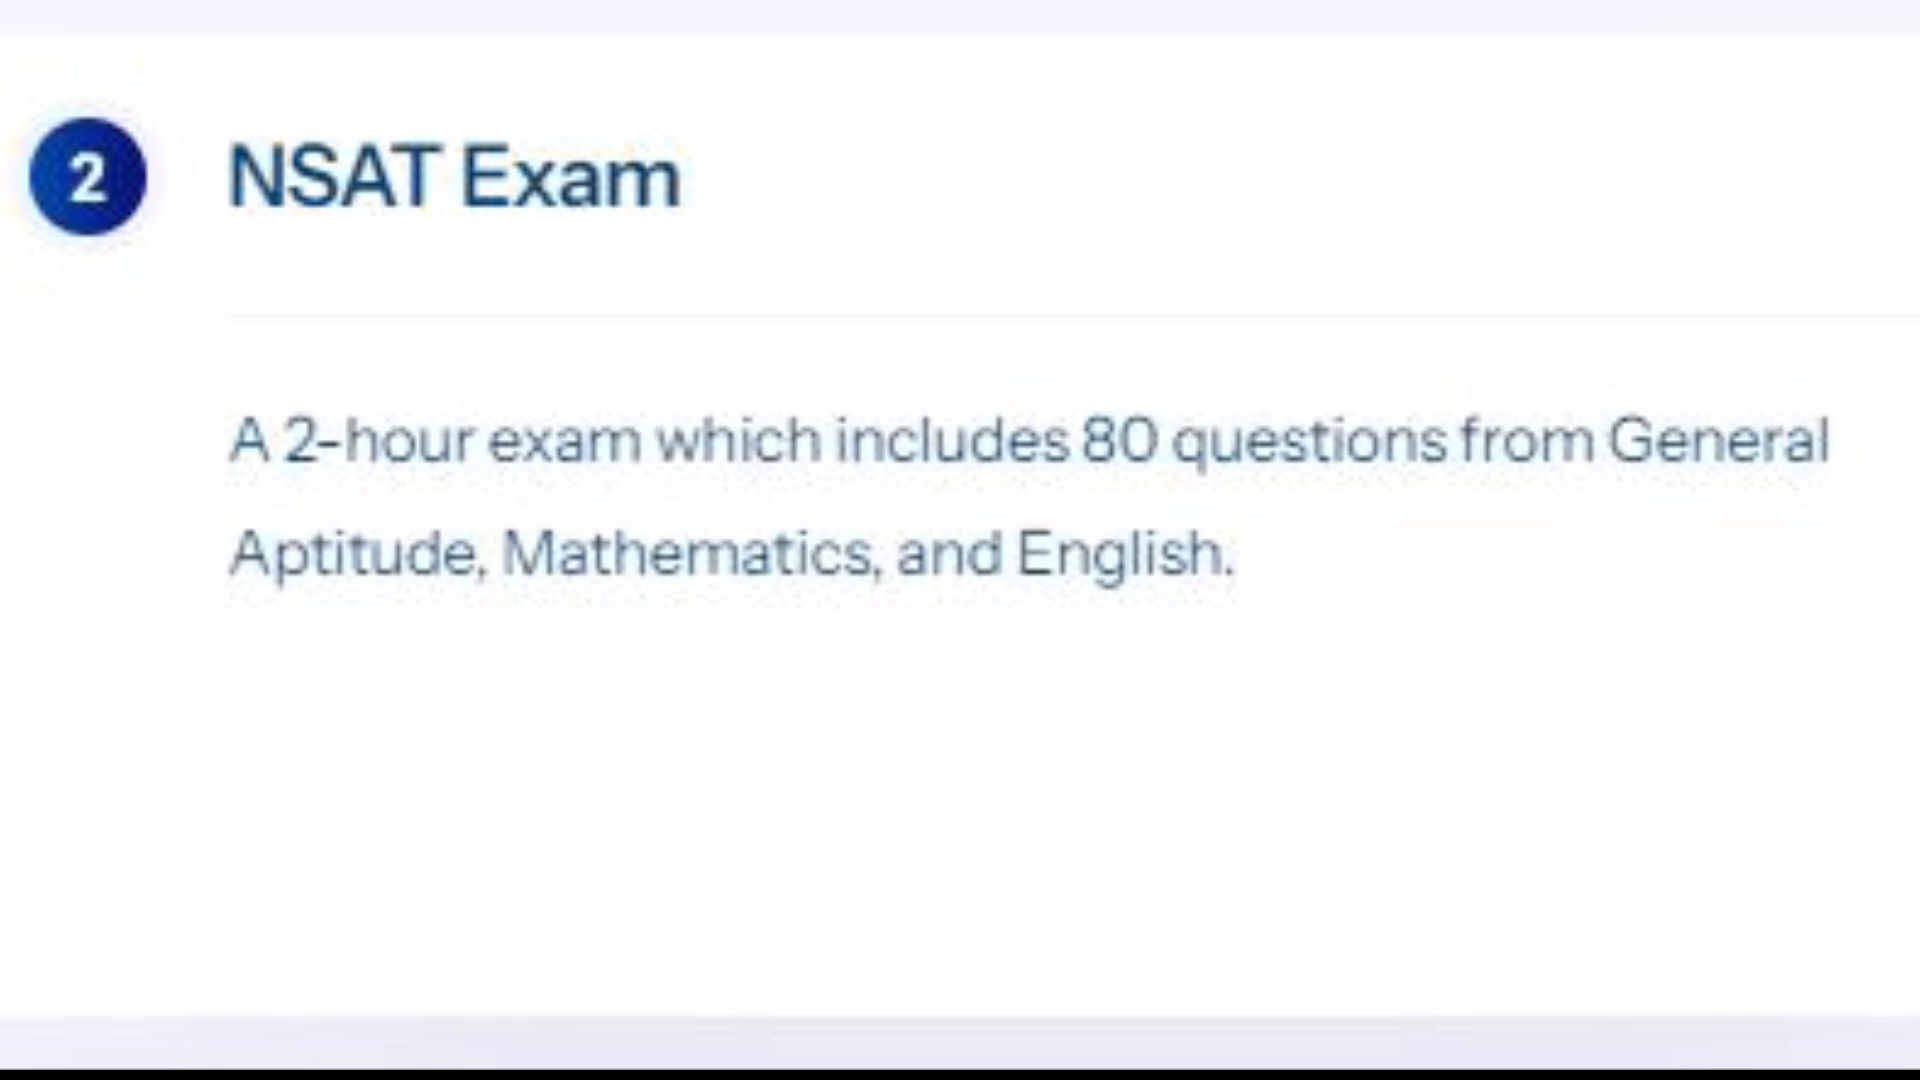 2
NSAT Exam
A 2-hour exam which includes 80 questions from General
Aptitude, Mathematics, and English.